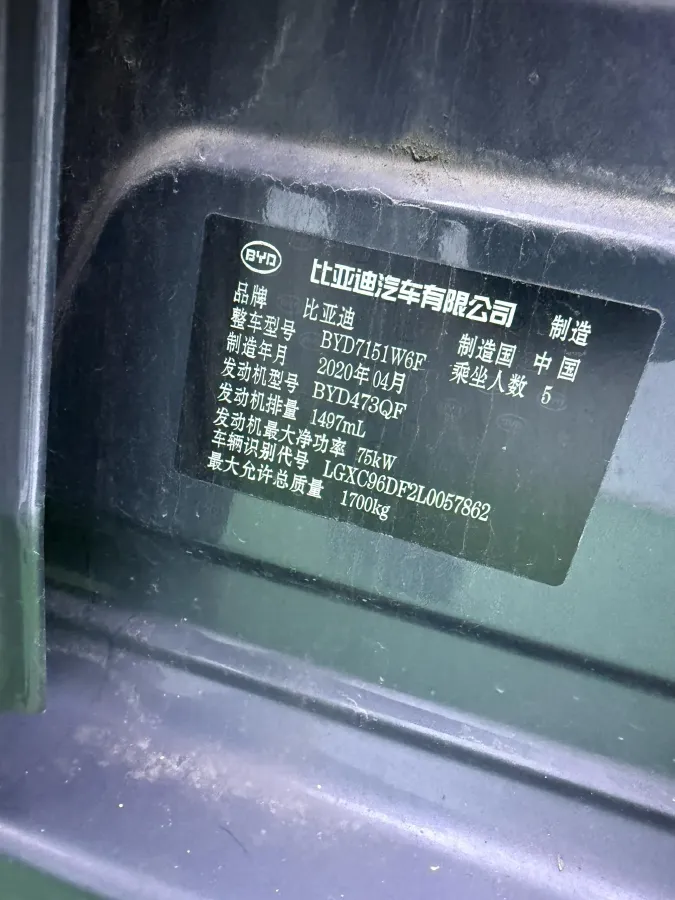 BYD 比亚迪汽车有限公司 制造
品牌 比亚迪
整车型号 BYD7151W6F 制造国 中国
制造年月 2020年04月 乘坐人数 5
发动机型号 BYD473QF
发动机排量 1497mL
发动机最大净功率 75kW
车辆识别代号 LGXC96DF2L0057862
最大允许总质量 1700kg